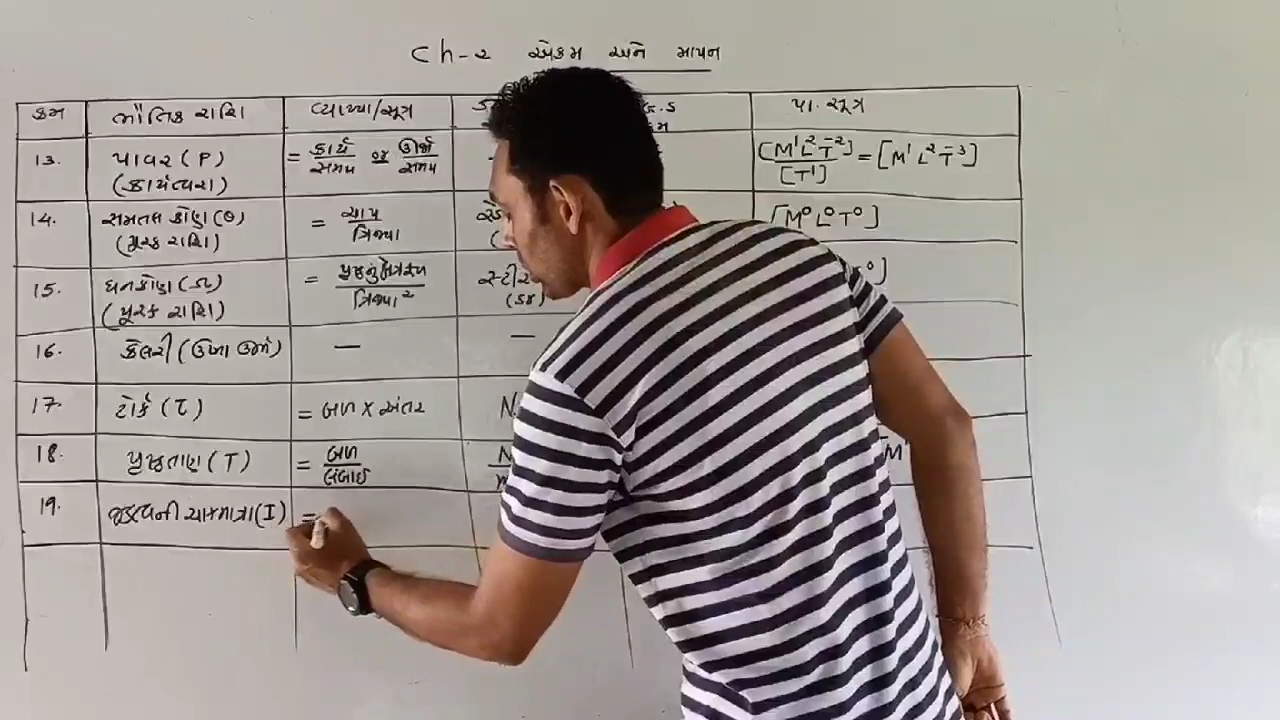 Ch-૨ એકમ અને માપન
ક્રમ ભૌતિક રાશિ વ્યાખ્યા/સૂત્ર પા. સૂત્ર
13. પાવર (P) = કાર્ય/સમય or ઊર્જા/સમય [M¹L²T⁻²]/[T¹] = [M¹L²T⁻³]
(કાર્યત્વરા)
14. સમતલ કોણ (θ) = ચાપ/ત્રિજ્યા [M⁰L⁰T⁰]
(પૂરક રાશિ)
15. ઘનકોણ (Ω) = પૃષ્ઠનું ક્ષેત્રફળ/ત્રિજ્યા²
(પૂરક રાશિ)
16. કેલરી (ઉષ્મા ઉર્જા) — —
17. ટોર્ક (τ) = બળ × અંતર N
18. પૃષ્ઠતાણ (T) = બળ/લંબાઈ N
19. જડત્વની ચાકમાત્રા (I) =